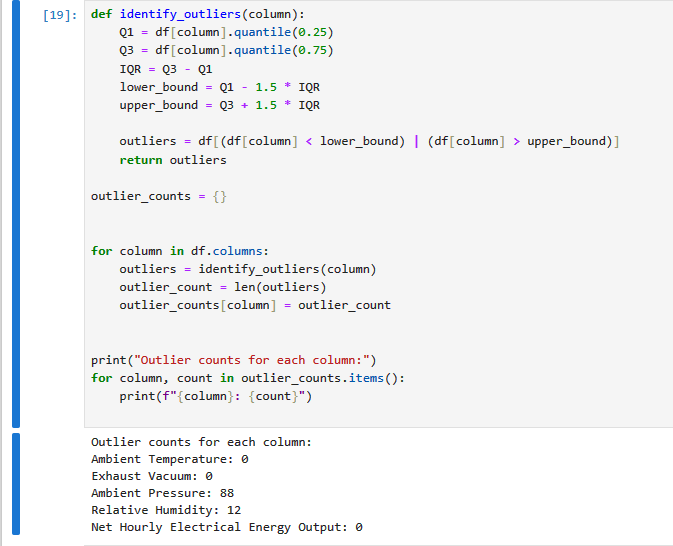 [19]: def identify_outliers(column):
    Q1 = df[column].quantile(0.25)
    Q3 = df[column].quantile(0.75)
    IQR = Q3 - Q1
    lower_bound = Q1 - 1.5 * IQR
    upper_bound = Q3 + 1.5 * IQR
    outliers = df[(df[column] < lower_bound) | (df[column] > upper_bound)]
    return outliers
outlier_counts = {}
for column in df.columns:
    outliers = identify_outliers(column)
    outlier_count = len(outliers)
    outlier_counts[column] = outlier_count
print("Outlier counts for each column:")
for column, count in outlier_counts.items():
    print(f"{column}: {count}")
Outlier counts for each column:
Ambient Temperature: 0
Exhaust Vacuum: 0
Ambient Pressure: 88
Relative Humidity: 12
Net Hourly Electrical Energy Output: 0